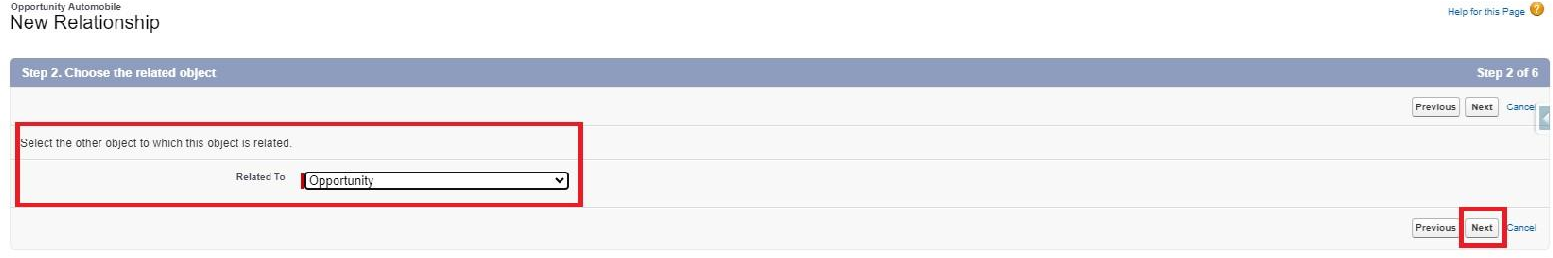 Opportunity Automobile
New Relationship
Help for this Page ?
Step 2. Choose the related object
Step 2 of 6
Previous Next Cancel
Select the other object to which this object is related.
Related To Opportunity
Previous Next Cancel